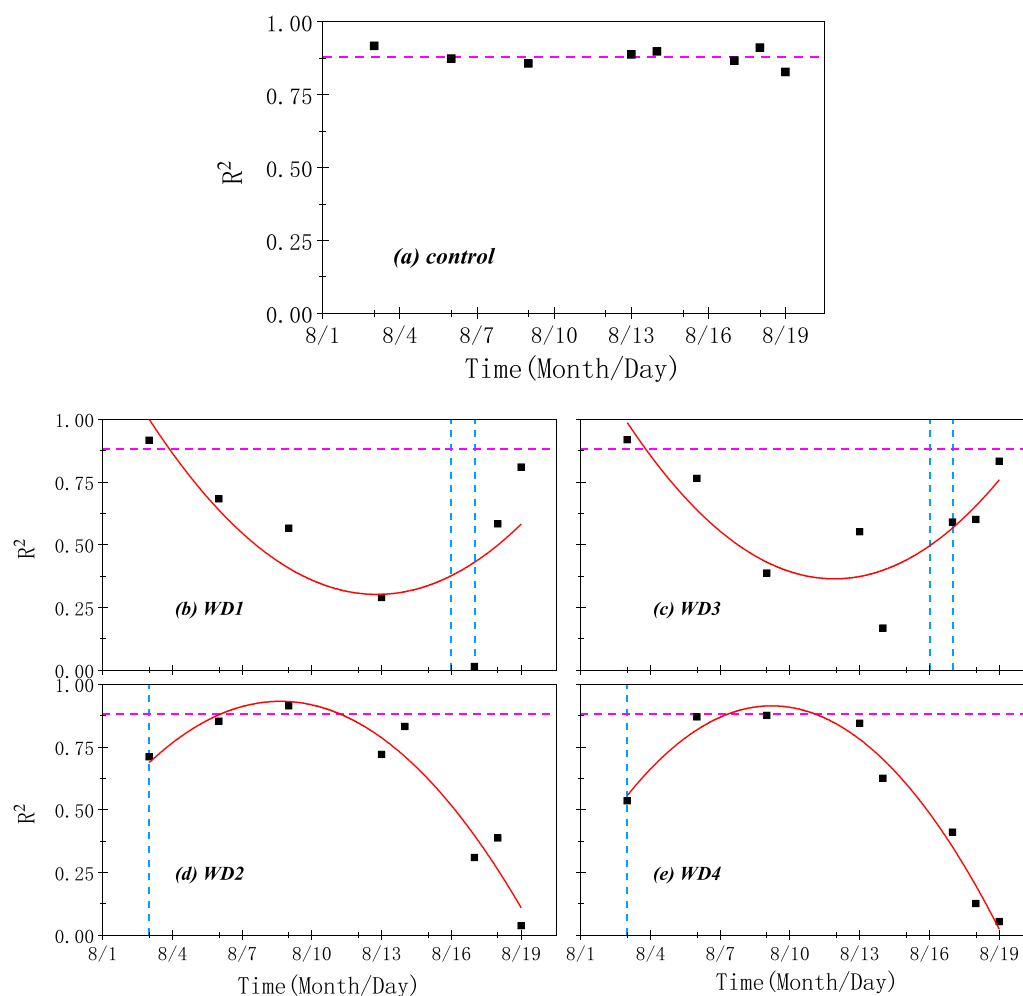 1.00
0.75
0.50
0.25
0.00
R²
(a) control
8/1 8/4 8/7 8/10 8/13 8/16 8/19
Time(Month/Day)
1.00
0.75
0.50
0.25
0.00
R²
(b) WD1
(c) WD3
1.00
0.75
0.50
0.25
0.00
R²
(d) WD2
(e) WD4
8/1 8/4 8/7 8/10 8/13 8/16 8/19
8/1 8/4 8/7 8/10 8/13 8/16 8/19
Time(Month/Day)
Time(Month/Day)